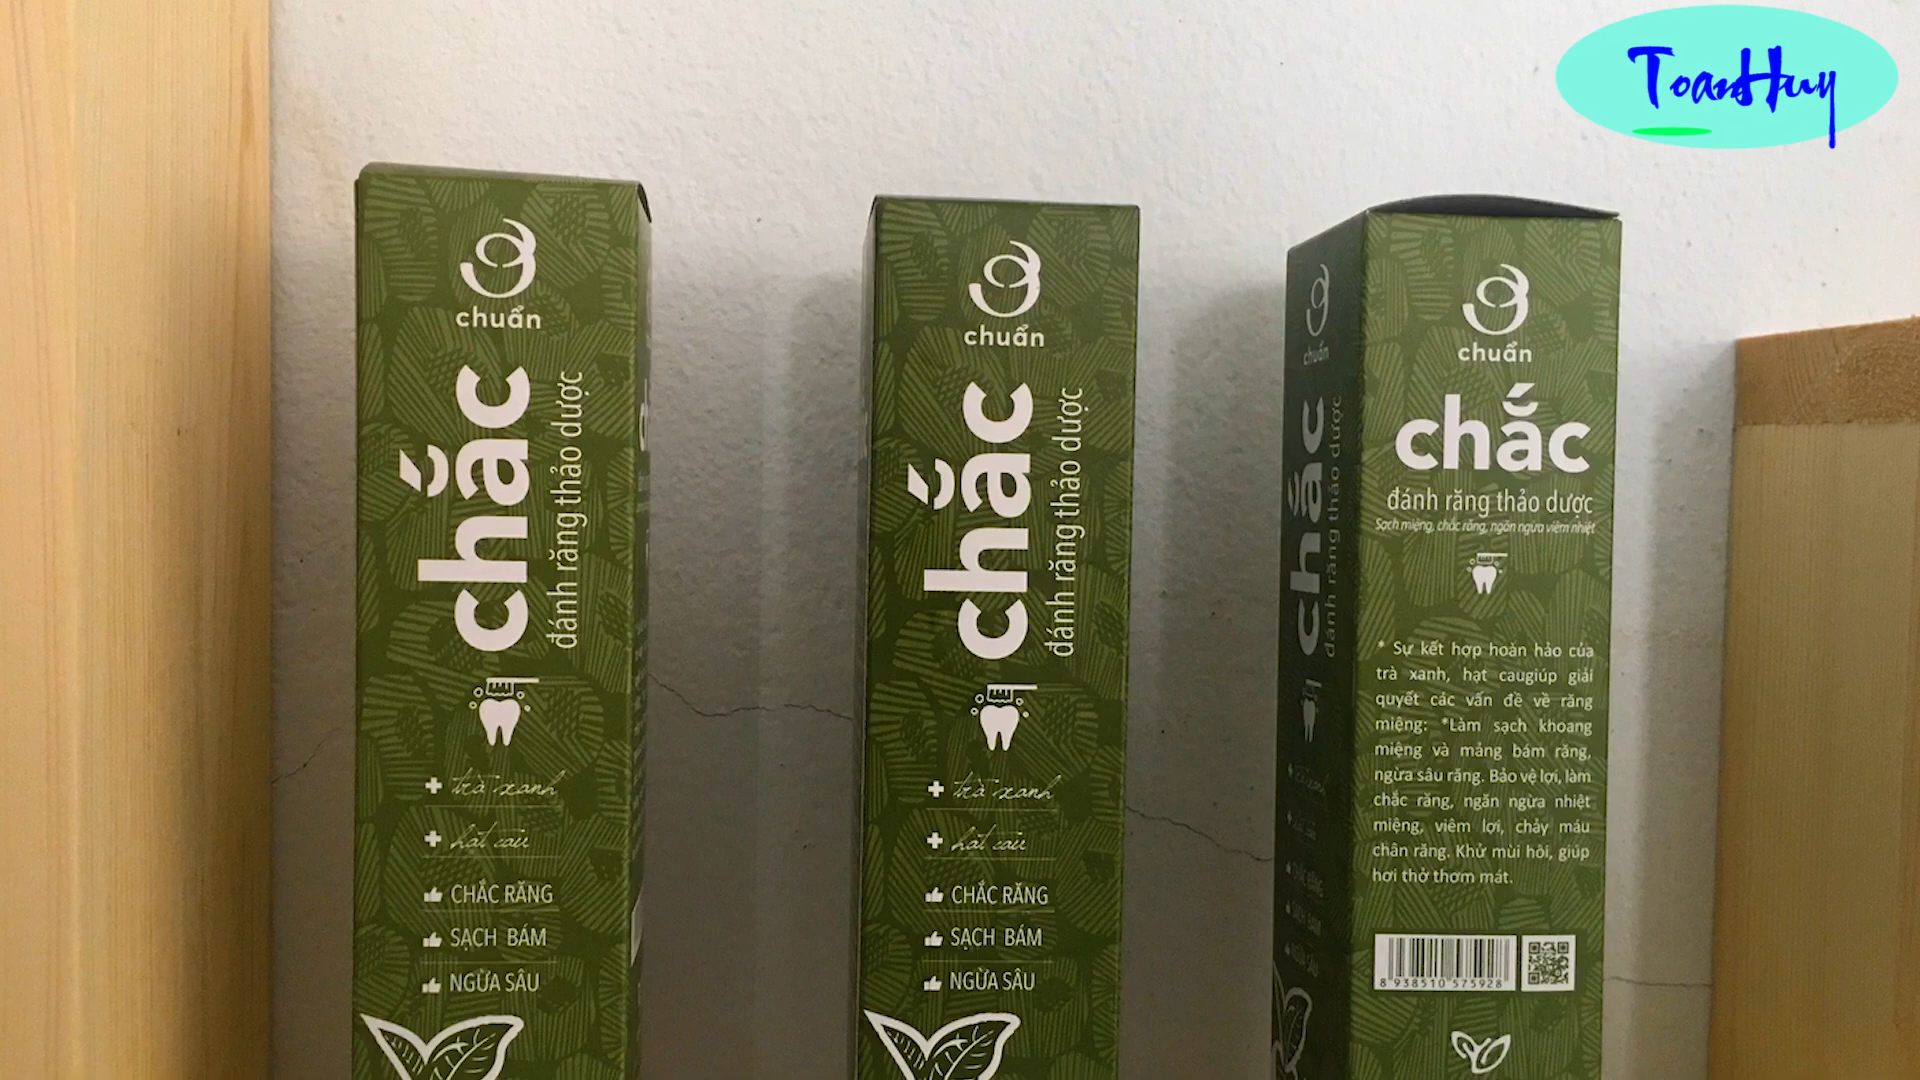 ToanHuy
chuẩn
chắc
đánh răng thảo dược
trà xanh
hạt cau
CHẮC RĂNG
SẠCH BÁM
NGỪA SÂU
chuẩn
chắc
đánh răng thảo dược
trà xanh
hạt cau
CHẮC RĂNG
SẠCH BÁM
NGỪA SÂU
chuẩn
chắc
đánh răng thảo dược
chuẩn
chắc
đánh răng thảo dược
Sạch miệng, chắc răng, ngăn ngừa viêm nhiệt
* Sự kết hợp hoàn hảo của
trà xanh, hạt caugiúp giải
quyết các vấn đề về răng
miệng: *Làm sạch khoang
miệng và mảng bám răng,
ngừa sâu răng. Bảo vệ lợi, làm
chắc răng, ngăn ngừa nhiệt
miệng, viêm lợi, chảy máu
chân răng. Khử mùi hôi, giúp
hơi thở thơm mát.
8 938510 575928